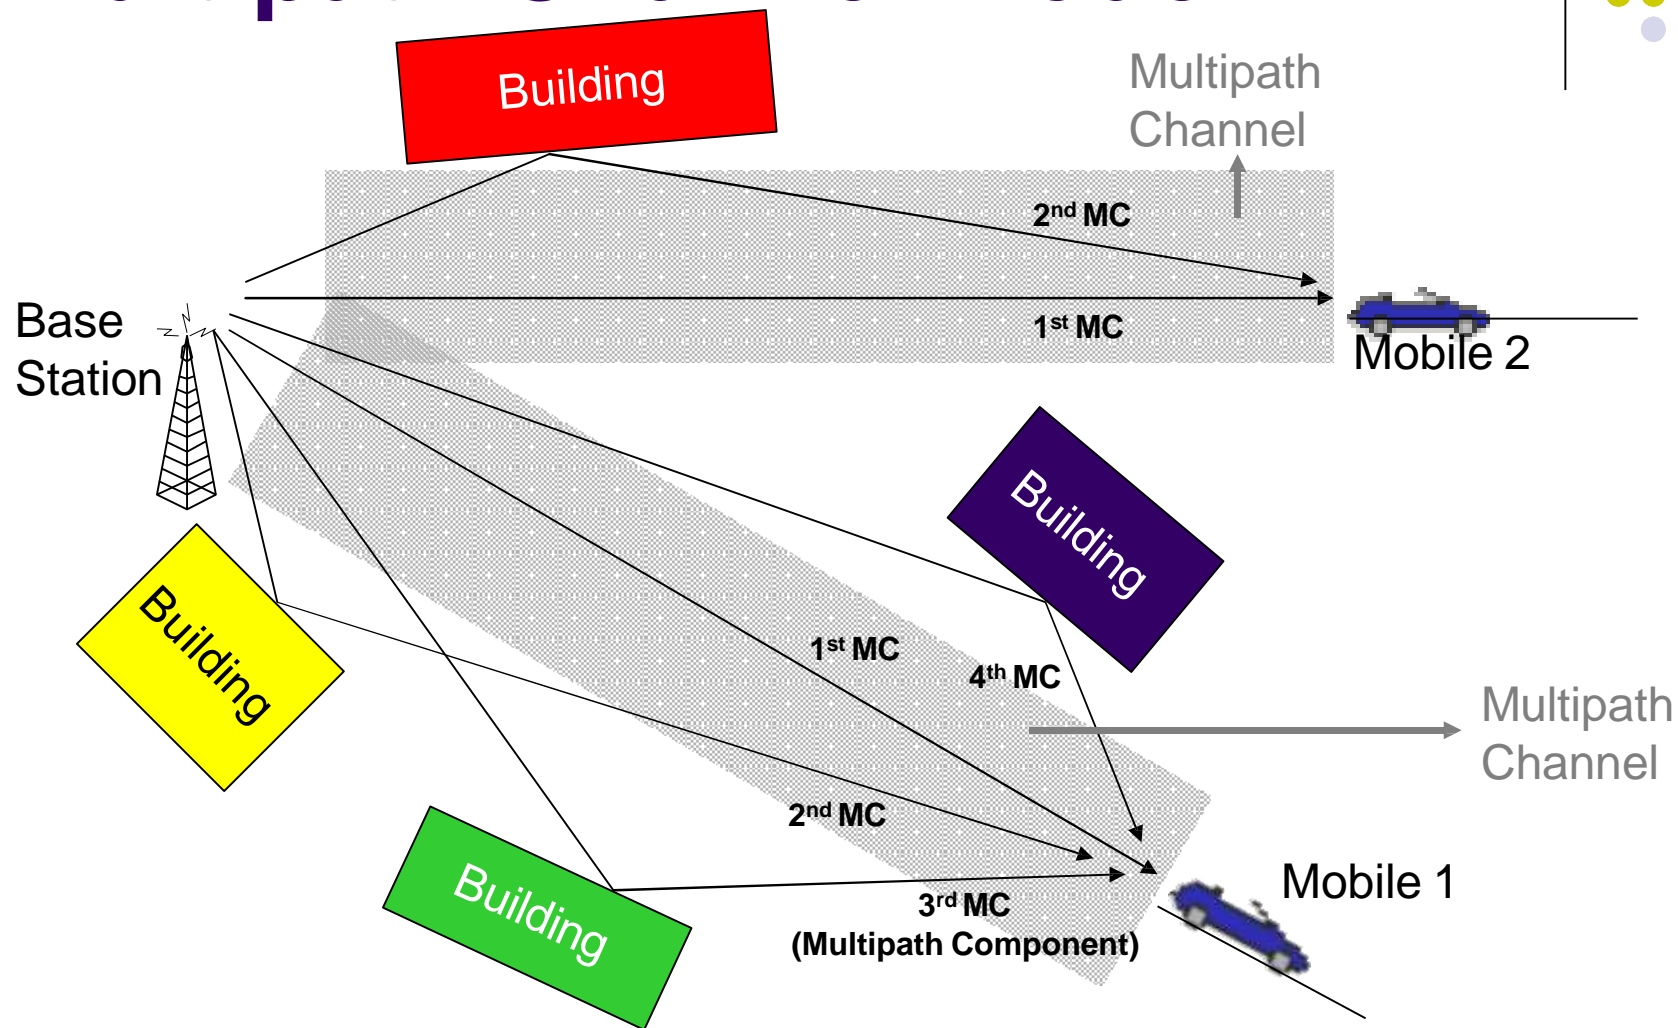 Building
Multipath
Channel
2nd MC
Base
Station
1st MC
Mobile 2
Building
Building
1st MC
4th MC
Multipath
Channel
2nd MC
Building
Mobile 1
3rd MC
(Multipath Component)